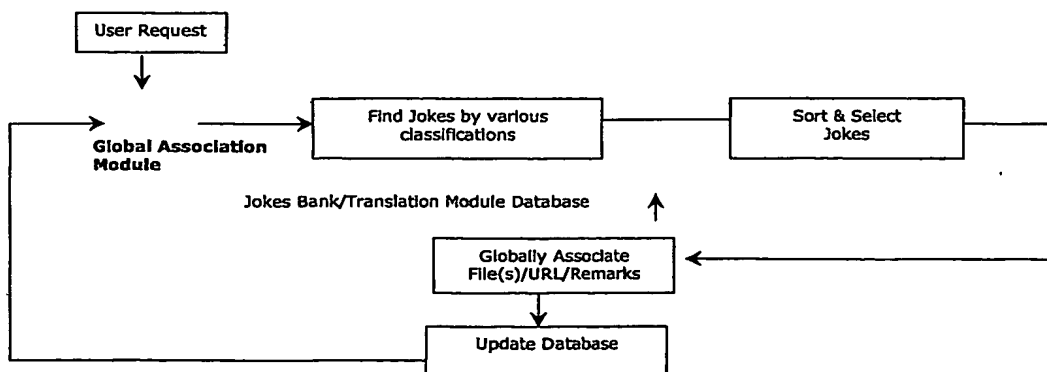 User Request
Find Jokes by various
classifications
Sort & Select
Jokes
Global Association
Module
Jokes Bank/Translation Module Database
Globally Associate
File(s)/URL/Remarks
Update Database